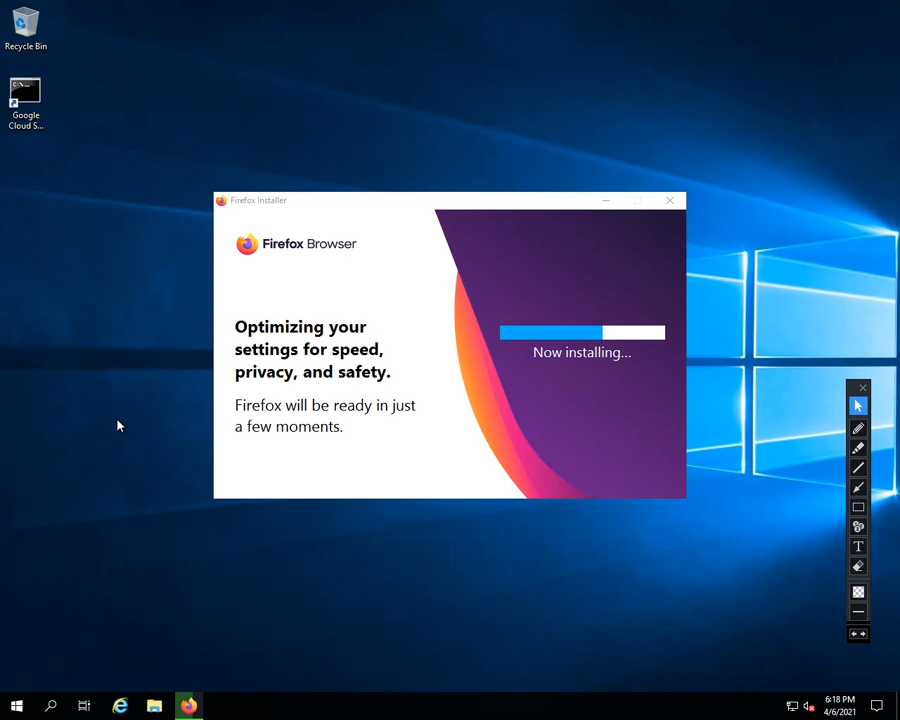 Recycle Bin
Google
Cloud S...
Firefox Installer
Firefox Browser
Optimizing your
settings for speed,
privacy, and safety.
Firefox will be ready in just
a few moments.
Now installing...
T
6:18 PM
4/6/2021